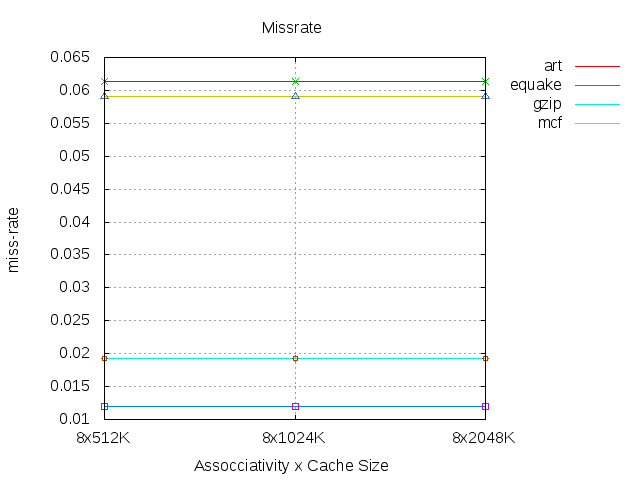 Missrate
0.065
0.06
0.055
0.05
0.045
0.04
0.035
0.03
0.025
0.02
0.015
0.01
miss-rate
8x512K 8x1024K 8x2048K
Assocciativity x Cache Size
art
equake
gzip
mcf